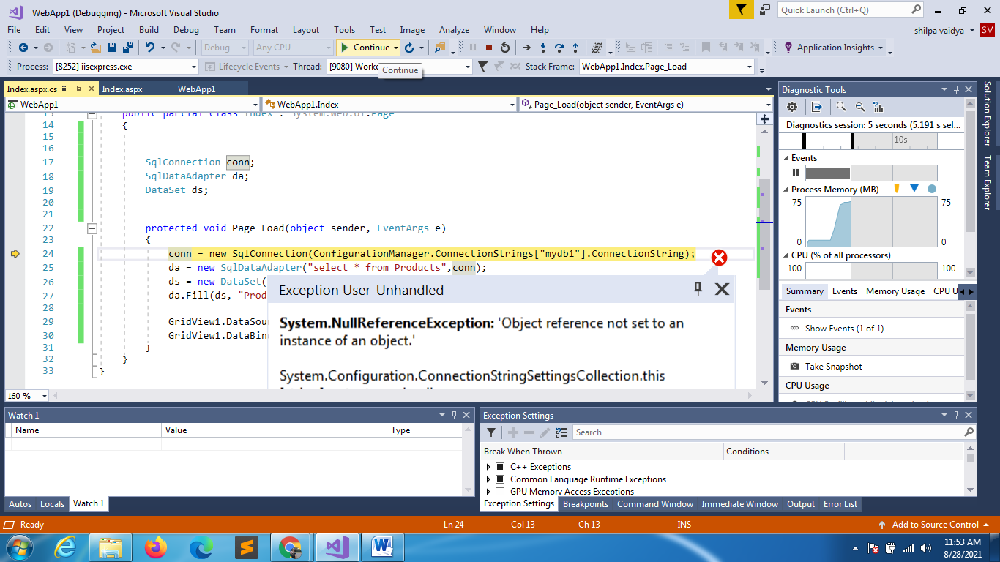 WebApp1 (Debugging) - Microsoft Visual Studio
Quick Launch (Ctrl+Q)
File Edit View Project Build Debug Team Format Layout Tools Test Image Analyze Window Help
shilpa vaidya SV
Debug Any CPU Continue Application Insights
Process: [8252] iisexpress.exe Lifecycle Events Thread: [9080] Worke Stack Frame: WebApp1.Index.Page_Load
Continue
Index.aspx.cs Index.aspx WebApp1
WebApp1 WebApp1.Index Page_Load(object sender, EventArgs e)
13 public partial class Index : System.Web.UI.Page
14 {
15
16
17 SqlConnection conn;
18 SqlDataAdapter da;
19 DataSet ds;
20
21
22 protected void Page_Load(object sender, EventArgs e)
23 {
24 conn = new SqlConnection(ConfigurationManager.ConnectionStrings["mydb1"].ConnectionString);
25 da = new SqlDataAdapter("select * from Products",conn);
26 ds = new DataSet(
27 da.Fill(ds, "Prod
28
29 GridView1.DataSou
30 GridView1.DataBin
31 }
32 }
33 }
Exception User-Unhandled
System.NullReferenceException: 'Object reference not set to an
instance of an object.'
System.Configuration.ConnectionStringSettingsCollection.this
160 %
Diagnostic Tools
Diagnostics session: 5 seconds (5.191 s sel...
10s
Events
Process Memory (MB)
75 75
0 0
CPU (% of all processors)
100 100
Summary Events Memory Usage CPU U
Events
Show Events (1 of 1)
Memory Usage
Take Snapshot
CPU Usage
Solution Explorer
Team Explorer
Watch 1
Name Value Type
Autos Locals Watch 1
Exception Settings
Search
Break When Thrown Conditions
C++ Exceptions
Common Language Runtime Exceptions
GPU Memory Access Exceptions
Exception Settings Breakpoints Command Window Immediate Window Output Error List
Ready Ln 24 Col 13 Ch 13 INS Add to Source Control
11:53 AM
8/28/2021